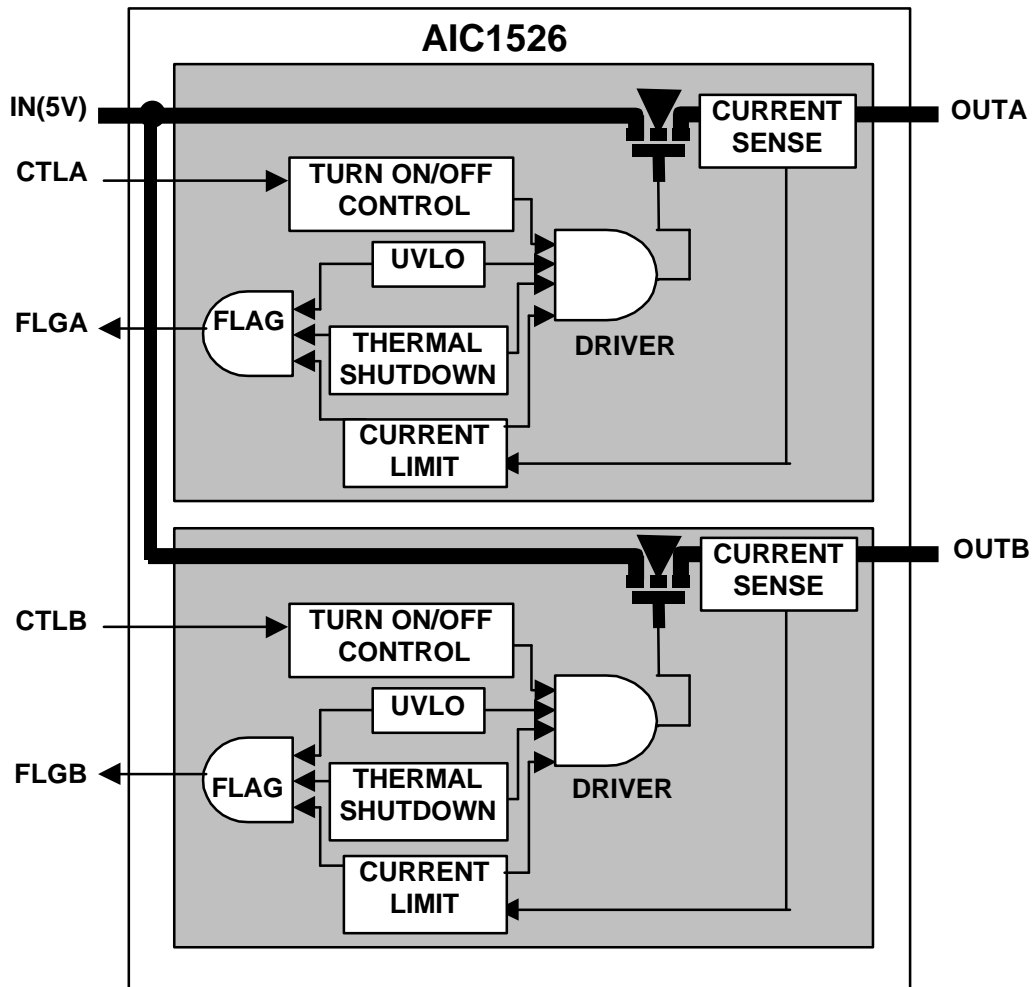 AIC1526
IN(5V)
CURRENT
SENSE
OUTA
CTLA
TURN ON/OFF
CONTROL
UVLO
FLGA
FLAG
THERMAL
SHUTDOWN
DRIVER
CURRENT
LIMIT
CURRENT
SENSE
OUTB
CTLB
TURN ON/OFF
CONTROL
UVLO
FLGB
FLAG
THERMAL
SHUTDOWN
DRIVER
CURRENT
LIMIT